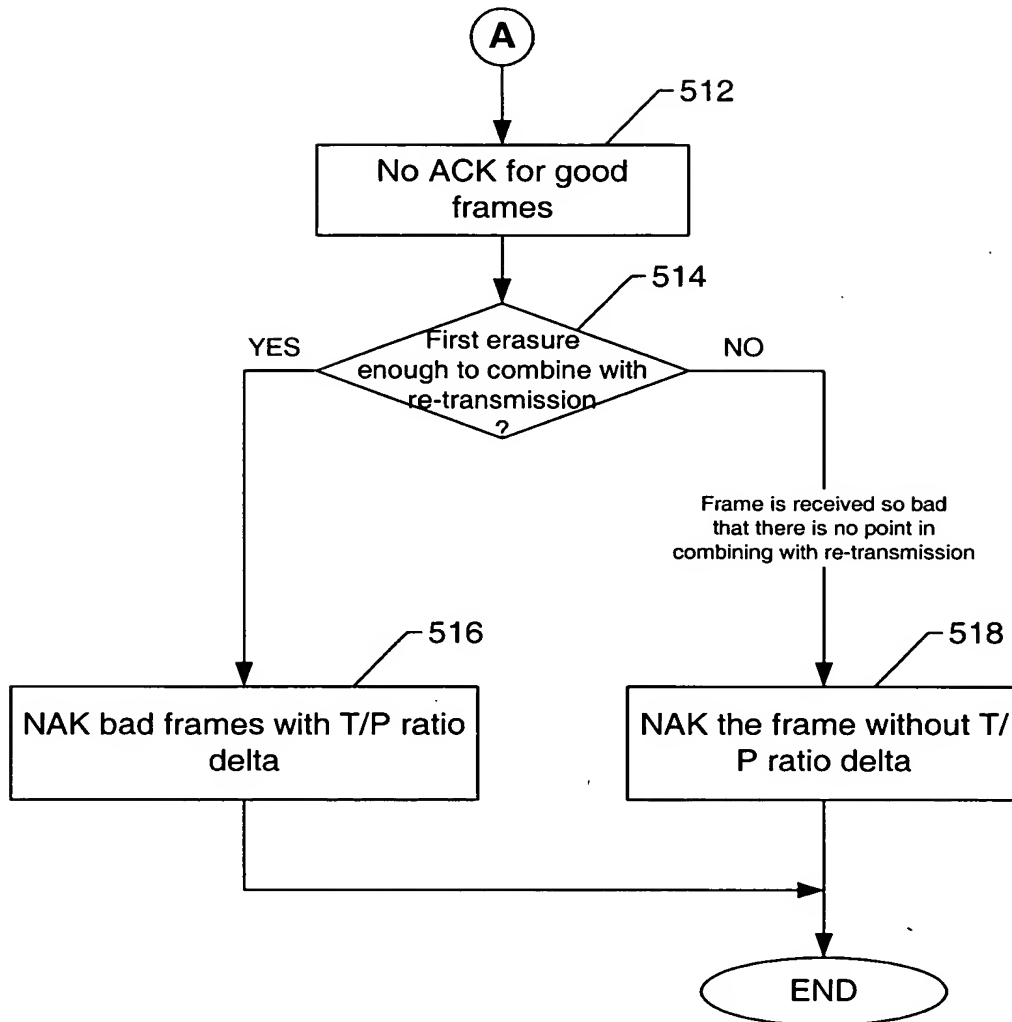 A
512
No ACK for good
frames
514
YES
First erasure
enough to combine with
re-transmission
?
NO
Frame is received so bad
that there is no point in
combining with re-transmission
516
NAK bad frames with T/P ratio
delta
518
NAK the frame without T/
P ratio delta
END